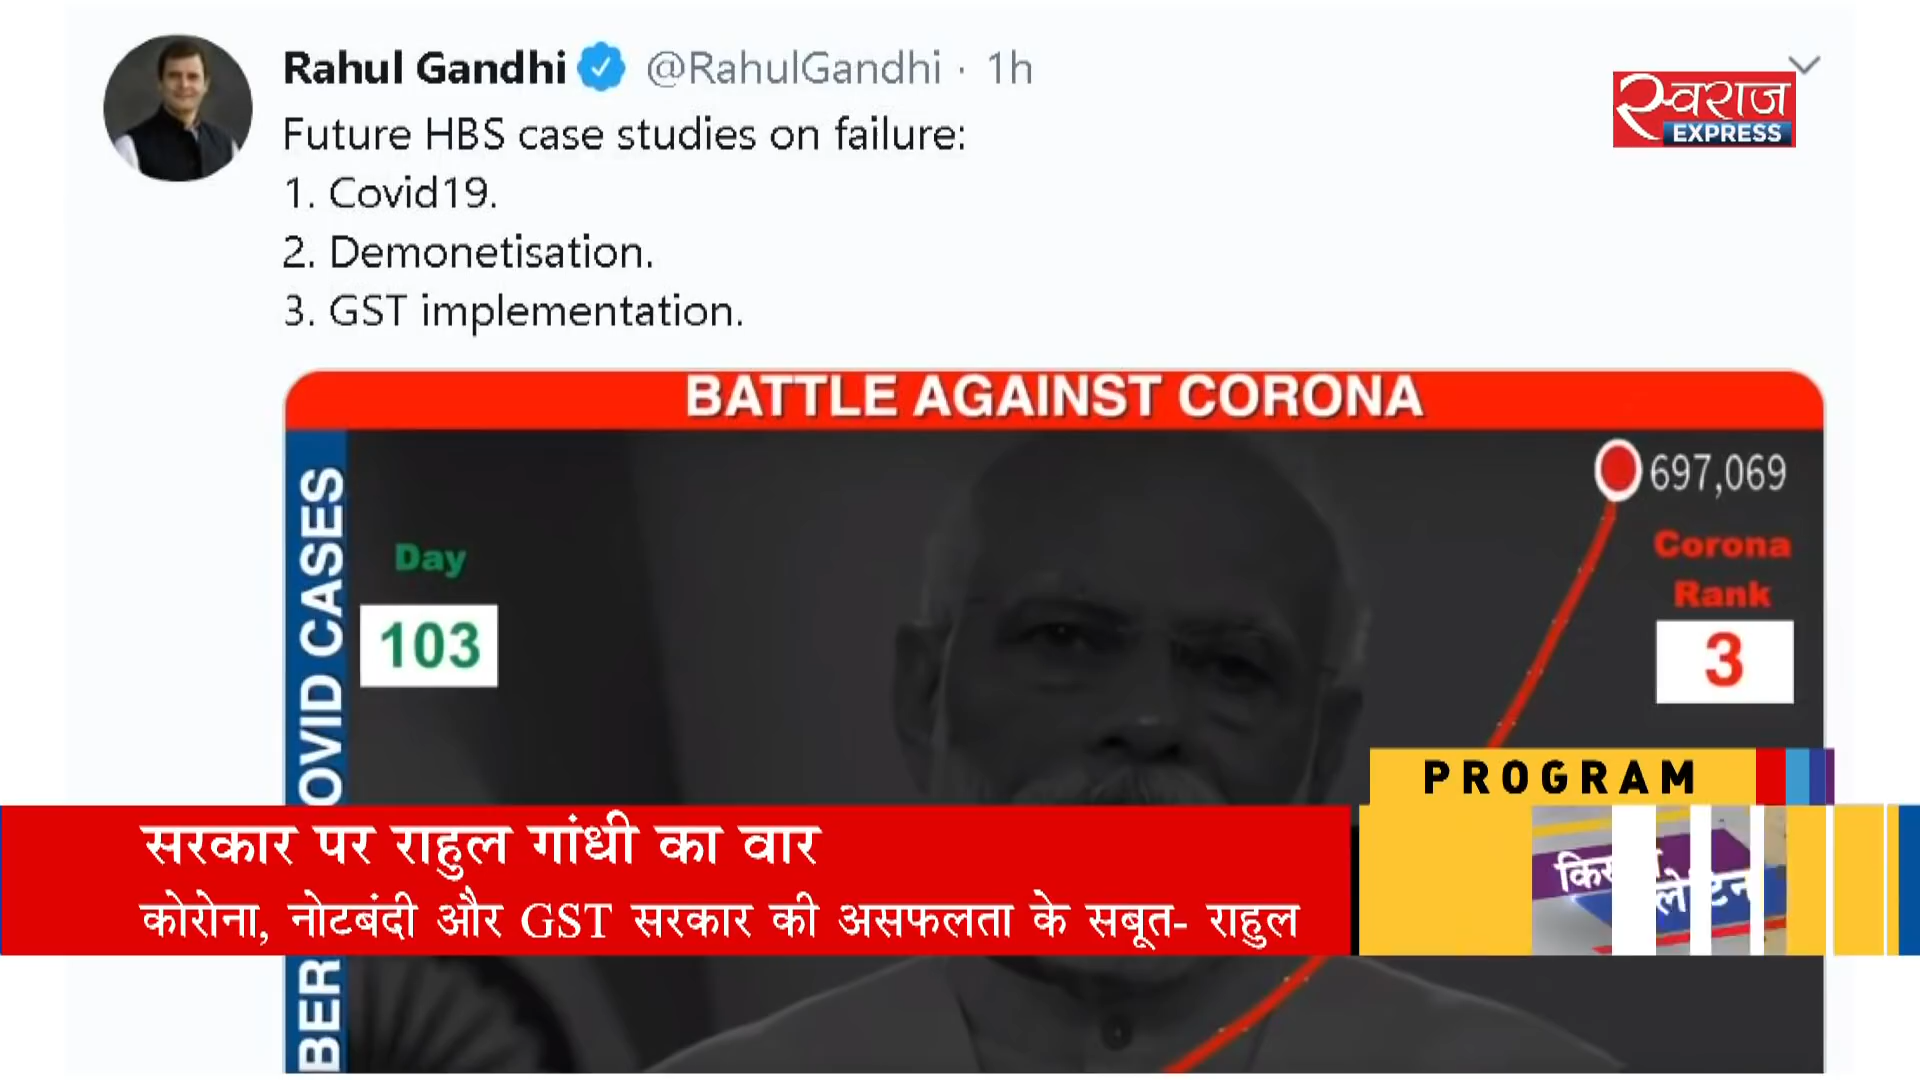 Rahul Gandhi @RahulGandhi · 1h
Future HBS case studies on failure:
1. Covid19.
2. Demonetisation.
3. GST implementation.
स्वराज
EXPRESS
BATTLE AGAINST CORONA
697,069
Day
103
Corona
Rank
3
PROGRAM
सरकार पर राहुल गांधी का वार
कोरोना, नोटबंदी और GST सरकार की असफलता के सबूत- राहुल
CASES